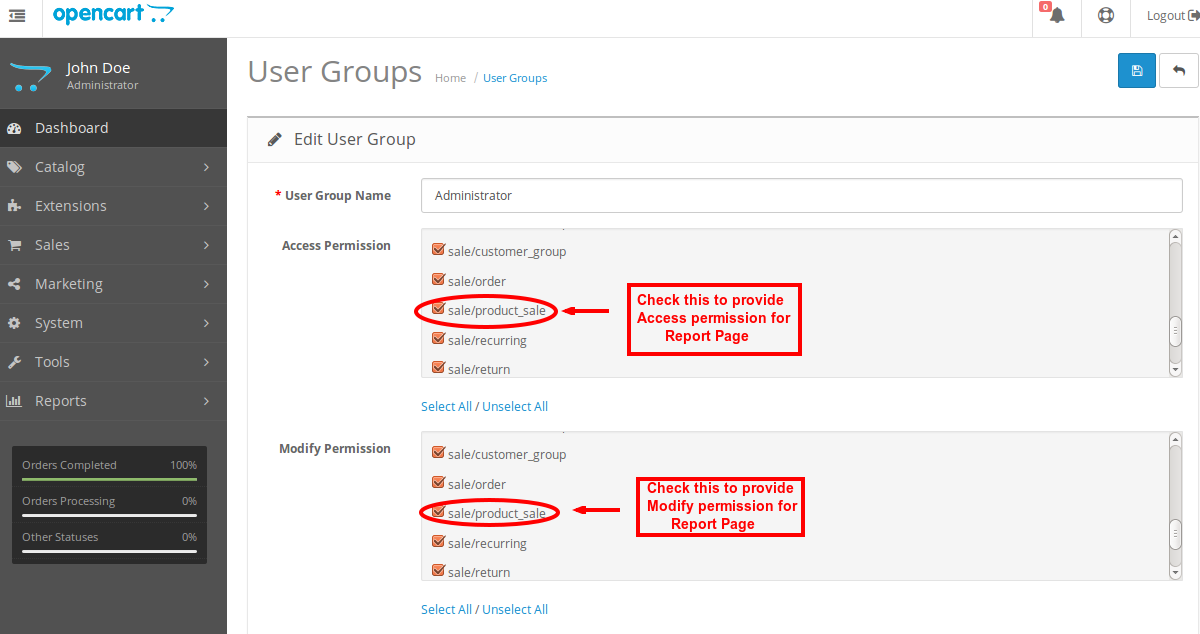 opencart
0
Logout
John Doe
Administrator
Dashboard
Catalog
Extensions
Sales
Marketing
System
Tools
Reports
Orders Completed 100%
Orders Processing 0%
Other Statuses 0%
User Groups Home / User Groups
Edit User Group
* User Group Name Administrator
Access Permission
sale/customer_group
sale/order
sale/product_sale
sale/recurring
sale/return
Check this to provide
Access permission for
Report Page
Select All / Unselect All
Modify Permission
sale/customer_group
sale/order
sale/product_sale
sale/recurring
sale/return
Check this to provide
Modify permission for
Report Page
Select All / Unselect All